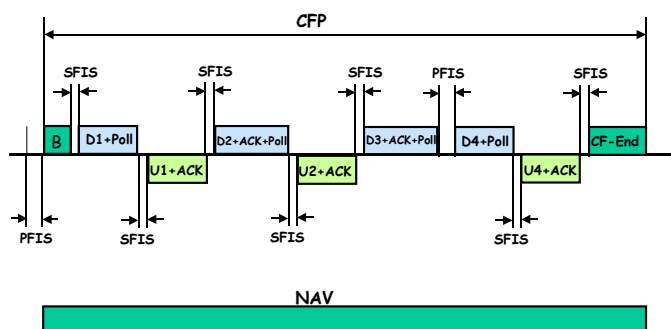 CFP
SFIS
SFIS
SFIS
PFIS
SFIS
B
D1+Poll
D2+ACK+Poll
D3+ACK+Poll
D4+Poll
CF-End
U1+ACK
U2+ACK
U4+ACK
PFIS
SFIS
SFIS
SFIS
NAV